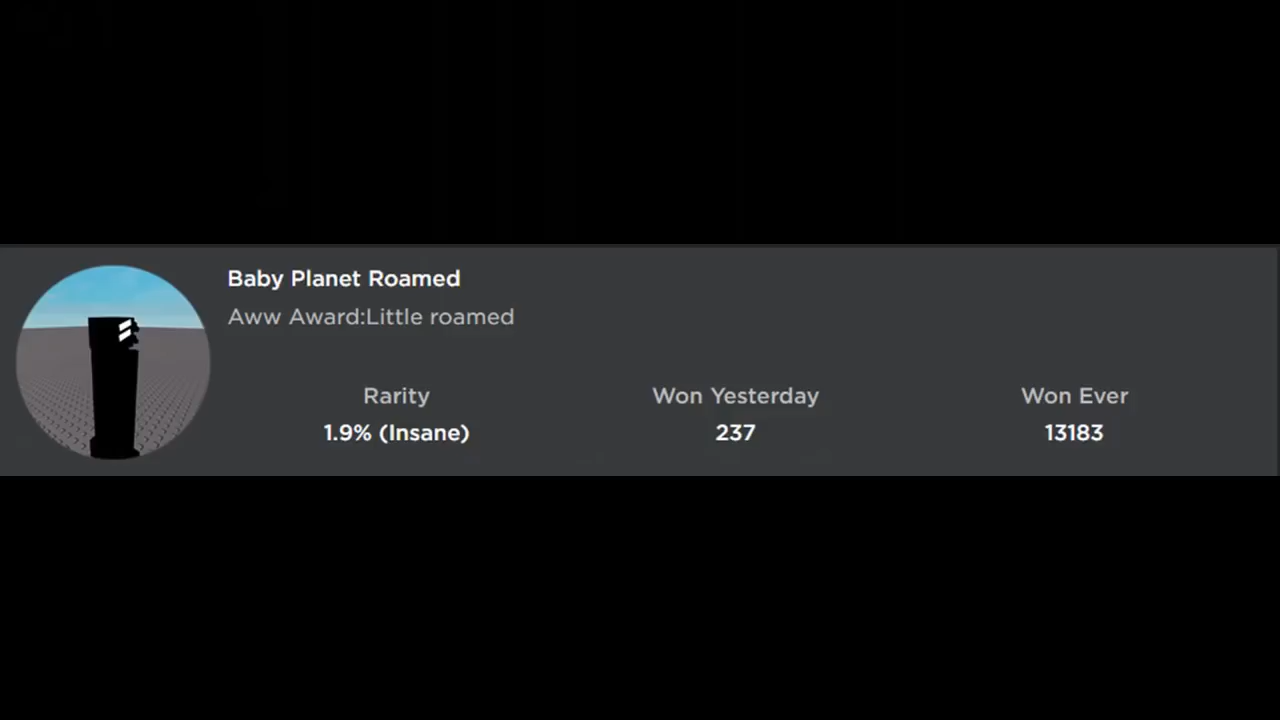 Baby Planet Roamed
Aww Award:Little roamed
Rarity Won Yesterday Won Ever
1.9% (Insane) 237 13183